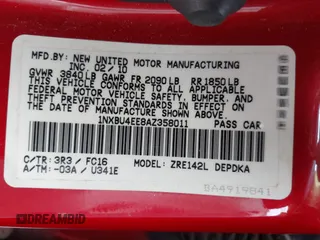 MFD.BY: NEW UNITED MOTOR MANUFACTURING
INC 02/10
GVWR 3840LB GAWR FR 2090LB RR1850LB
THIS VEHICLE CONFORMS TO ALL APPLICABLE
FEDERAL MOTOR VEHICLE SAFETY, BUMPER, AND
THEFT PREVENTION STANDARDS IN EFFECT ON
THE DATE OF MANUFACTURE SHOWN ABOVE.
1NXBU4EE8AZ358011 PASS CAR
C/TR: 3R3 / FC16 MODEL: ZRE142L DEPDKA
A/TM: -03A / U341E
DA4919841
DREAMBID